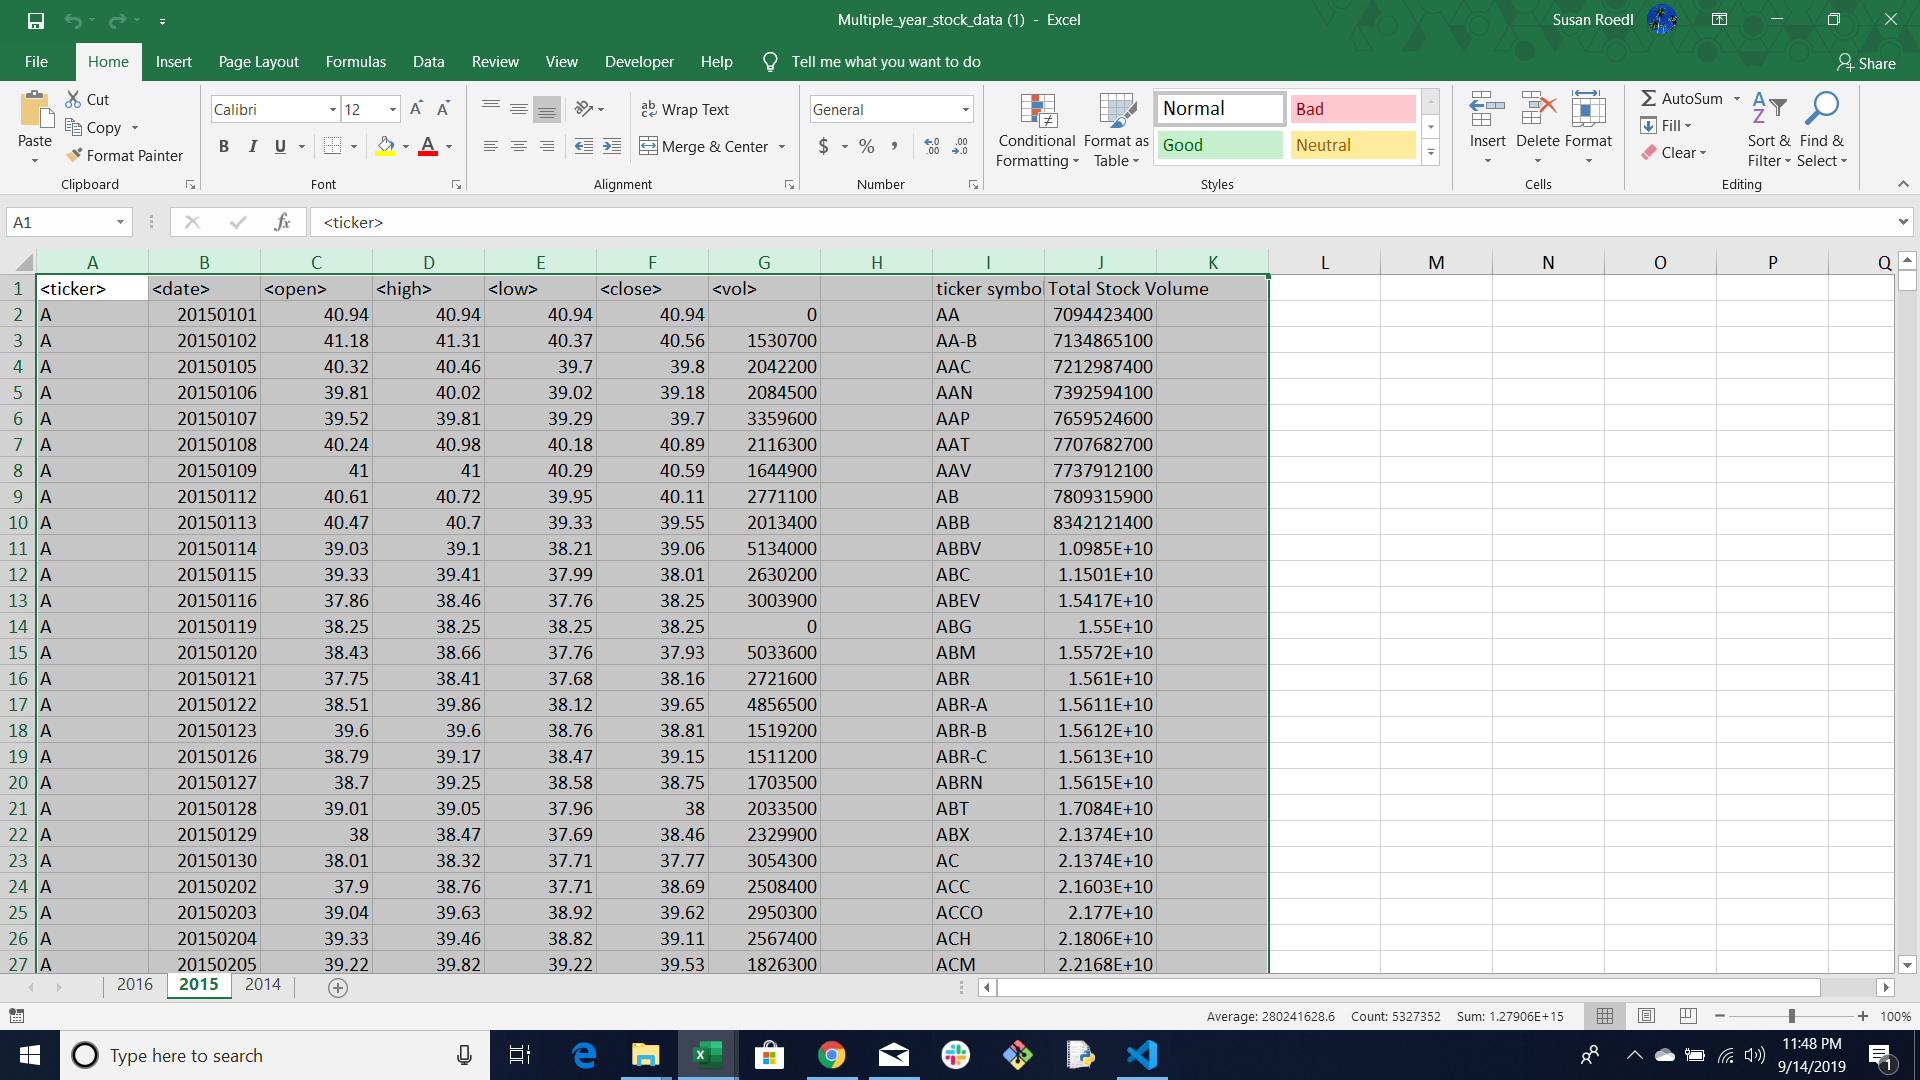 Multiple_year_stock_data (1) - Excel
Susan Roedl
File Home Insert Page Layout Formulas Data Review View Developer Help Tell me what you want to do Share
Paste
Cut
Copy
Format Painter
Clipboard
Calibri 12
B I U
Font
Wrap Text
Merge & Center
Alignment
General
$ % ,
Number
Conditional Formatting
Format as Table
Normal Bad
Good Neutral
Styles
Insert Delete Format
Cells
AutoSum
Fill
Clear
Sort & Filter
Find & Select
Editing
A1 fx <ticker>
A B C D E F G H I J K L M N O P Q
1 <ticker> <date> <open> <high> <low> <close> <vol> ticker symbo Total Stock Volume
2 A 20150101 40.94 40.94 40.94 40.94 0 AA 7094423400
3 A 20150102 41.18 41.31 40.37 40.56 1530700 AA-B 7134865100
4 A 20150105 40.32 40.46 39.7 39.8 2042200 AAC 7212987400
5 A 20150106 39.81 40.02 39.02 39.18 2084500 AAN 7392594100
6 A 20150107 39.52 39.81 39.29 39.7 3359600 AAP 7659524600
7 A 20150108 40.24 40.98 40.18 40.89 2116300 AAT 7707682700
8 A 20150109 41 41 40.29 40.59 1644900 AAV 7737912100
9 A 20150112 40.61 40.72 39.95 40.11 2771100 AB 7809315900
10 A 20150113 40.47 40.7 39.33 39.55 2013400 ABB 8342121400
11 A 20150114 39.03 39.1 38.21 39.06 5134000 ABBV 1.0985E+10
12 A 20150115 39.33 39.41 37.99 38.01 2630200 ABC 1.1501E+10
13 A 20150116 37.86 38.46 37.76 38.25 3003900 ABEV 1.5417E+10
14 A 20150119 38.25 38.25 38.25 38.25 0 ABG 1.55E+10
15 A 20150120 38.43 38.66 37.76 37.93 5033600 ABM 1.5572E+10
16 A 20150121 37.75 38.41 37.68 38.16 2721600 ABR 1.561E+10
17 A 20150122 38.51 39.86 38.12 39.65 4856500 ABR-A 1.5611E+10
18 A 20150123 39.6 39.6 38.76 38.81 1519200 ABR-B 1.5612E+10
19 A 20150126 38.79 39.17 38.47 39.15 1511200 ABR-C 1.5613E+10
20 A 20150127 38.7 39.25 38.58 38.75 1703500 ABRN 1.5615E+10
21 A 20150128 39.01 39.05 37.96 38 2033500 ABT 1.7084E+10
22 A 20150129 38 38.47 37.69 38.46 2329900 ABX 2.1374E+10
23 A 20150130 38.01 38.32 37.71 37.77 3054300 AC 2.1374E+10
24 A 20150202 37.9 38.76 37.71 38.69 2508400 ACC 2.1603E+10
25 A 20150203 39.04 39.63 38.92 39.62 2950300 ACCO 2.177E+10
26 A 20150204 39.33 39.46 38.82 39.11 2567400 ACH 2.1806E+10
27 A 20150205 39.22 39.82 39.22 39.53 1826300 ACM 2.2168E+10
2016 2015 2014
Average: 280241628.6 Count: 5327352 Sum: 1.27906E+15 100%
Type here to search
11:48 PM
9/14/2019
1